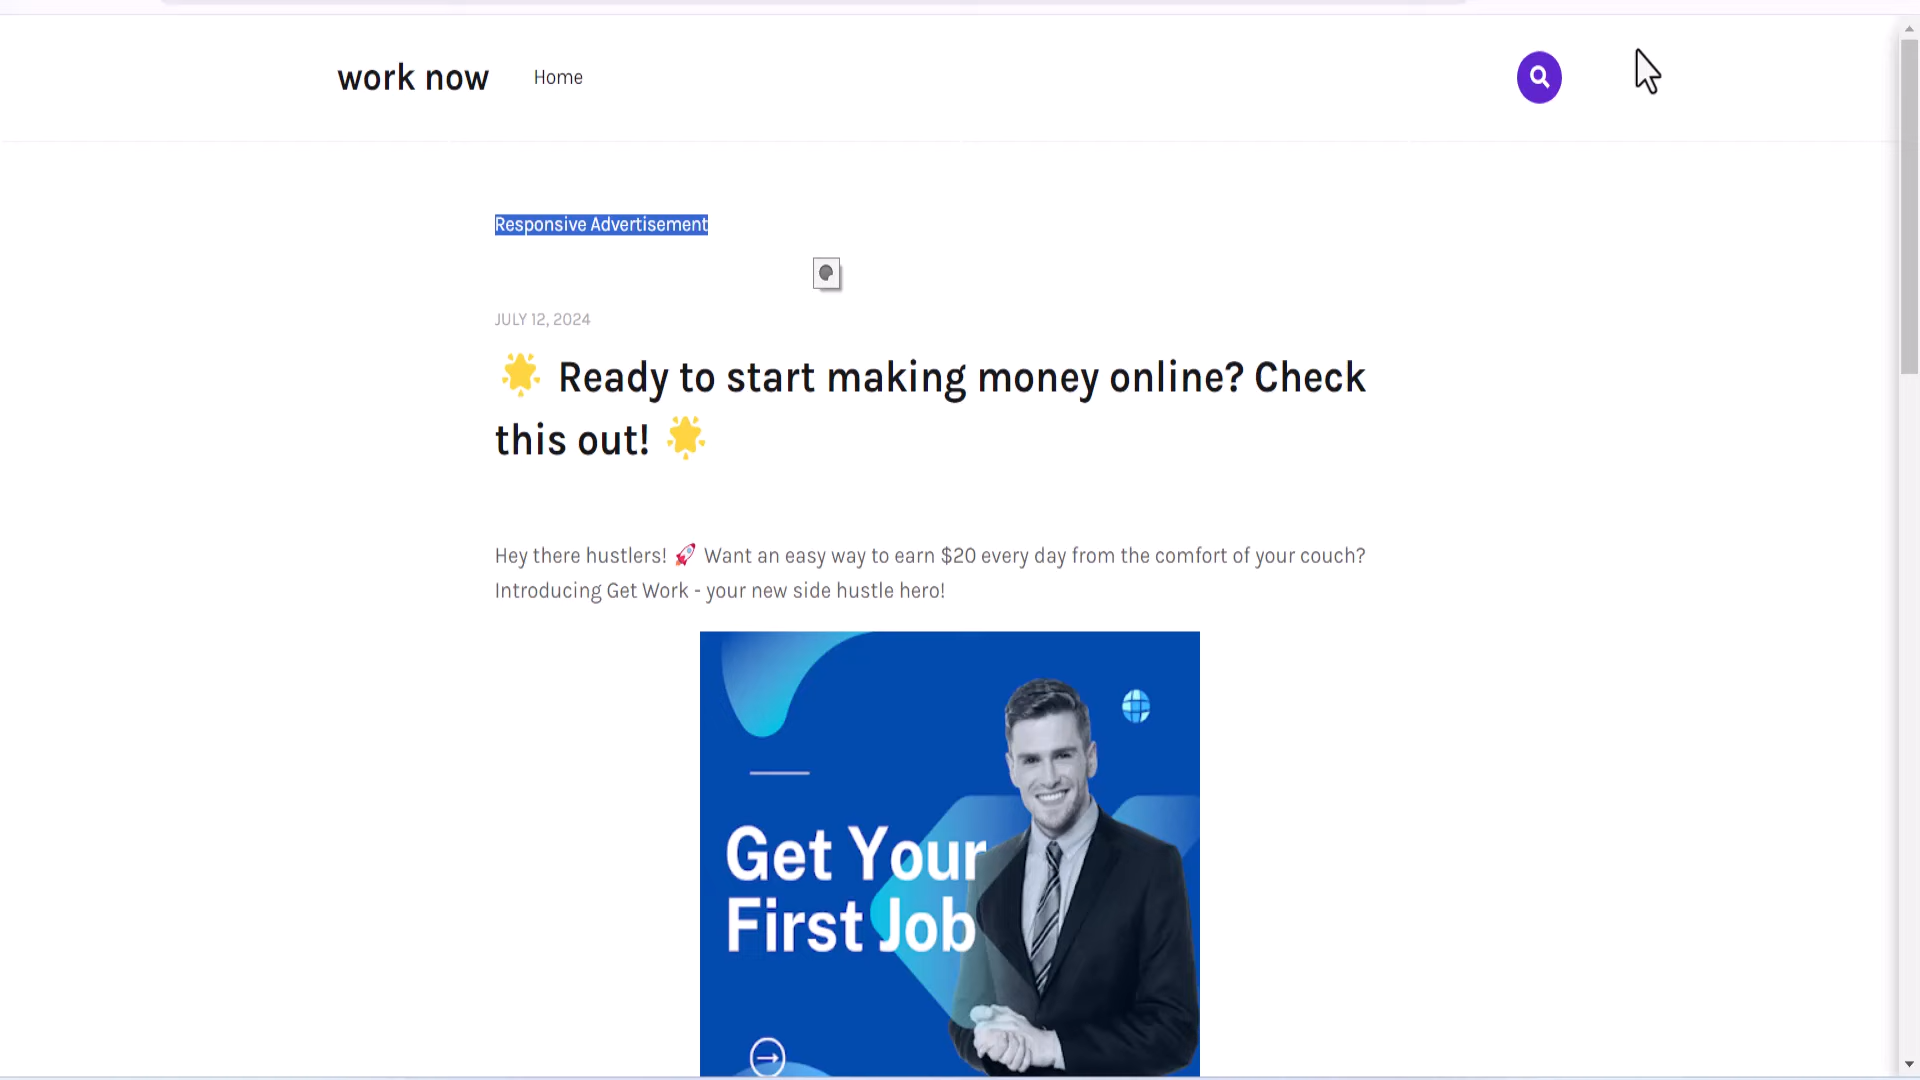 work now
Home
Responsive Advertisement
JULY 12, 2024
🌟 Ready to start making money online? Check
this out! 🌟
Hey there hustlers! 🚀 Want an easy way to earn $20 every day from the comfort of your couch?
Introducing Get Work - your new side hustle hero!
Get Your
First Job